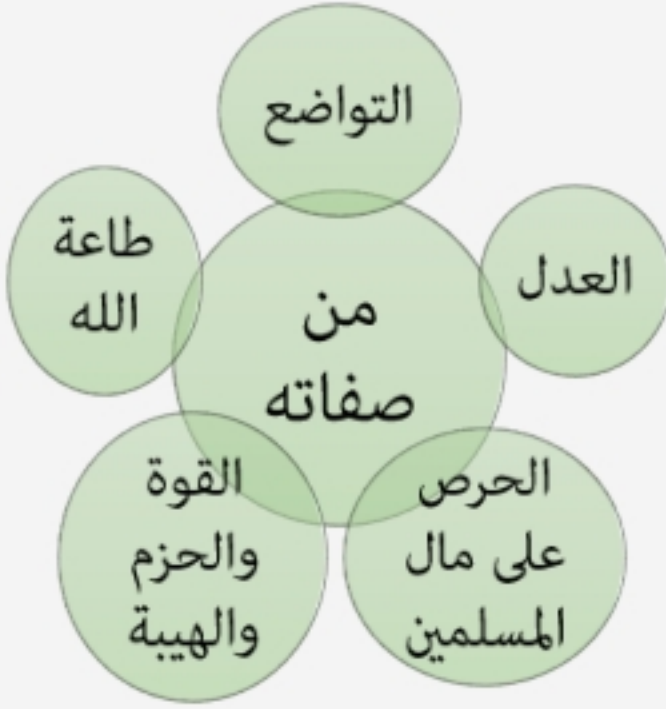 التواضع
العدل
من
صفاته
طاعة
الله
الحرص
على مال
المسلمين
القوة
والحزم
والهيبة